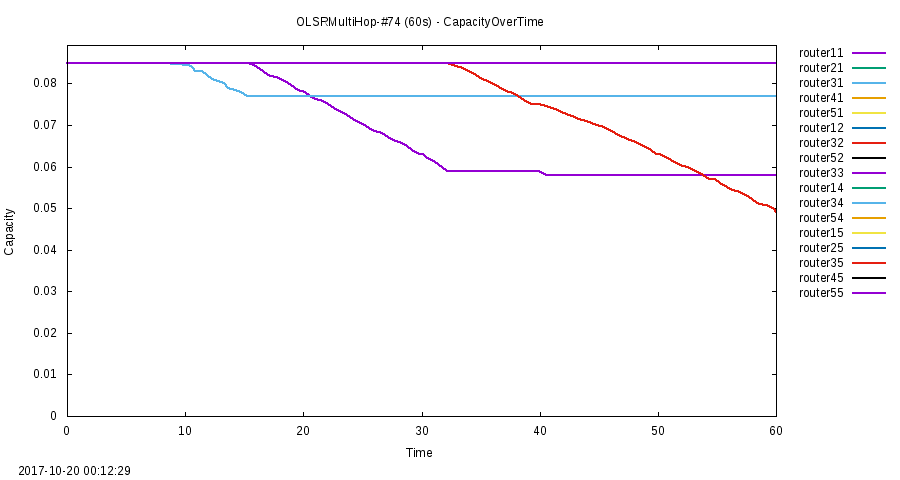 OLSRMultiHop-#74 (60s) - CapacityOverTime
router11
router21
router31
router41
router51
router12
router32
router52
router33
router14
router34
router54
router15
router25
router35
router45
router55
0.08
0.07
0.06
0.05
0.04
0.03
0.02
0.01
0
Capacity
0 10 20 30 40 50 60
Time
2017-10-20 00:12:29